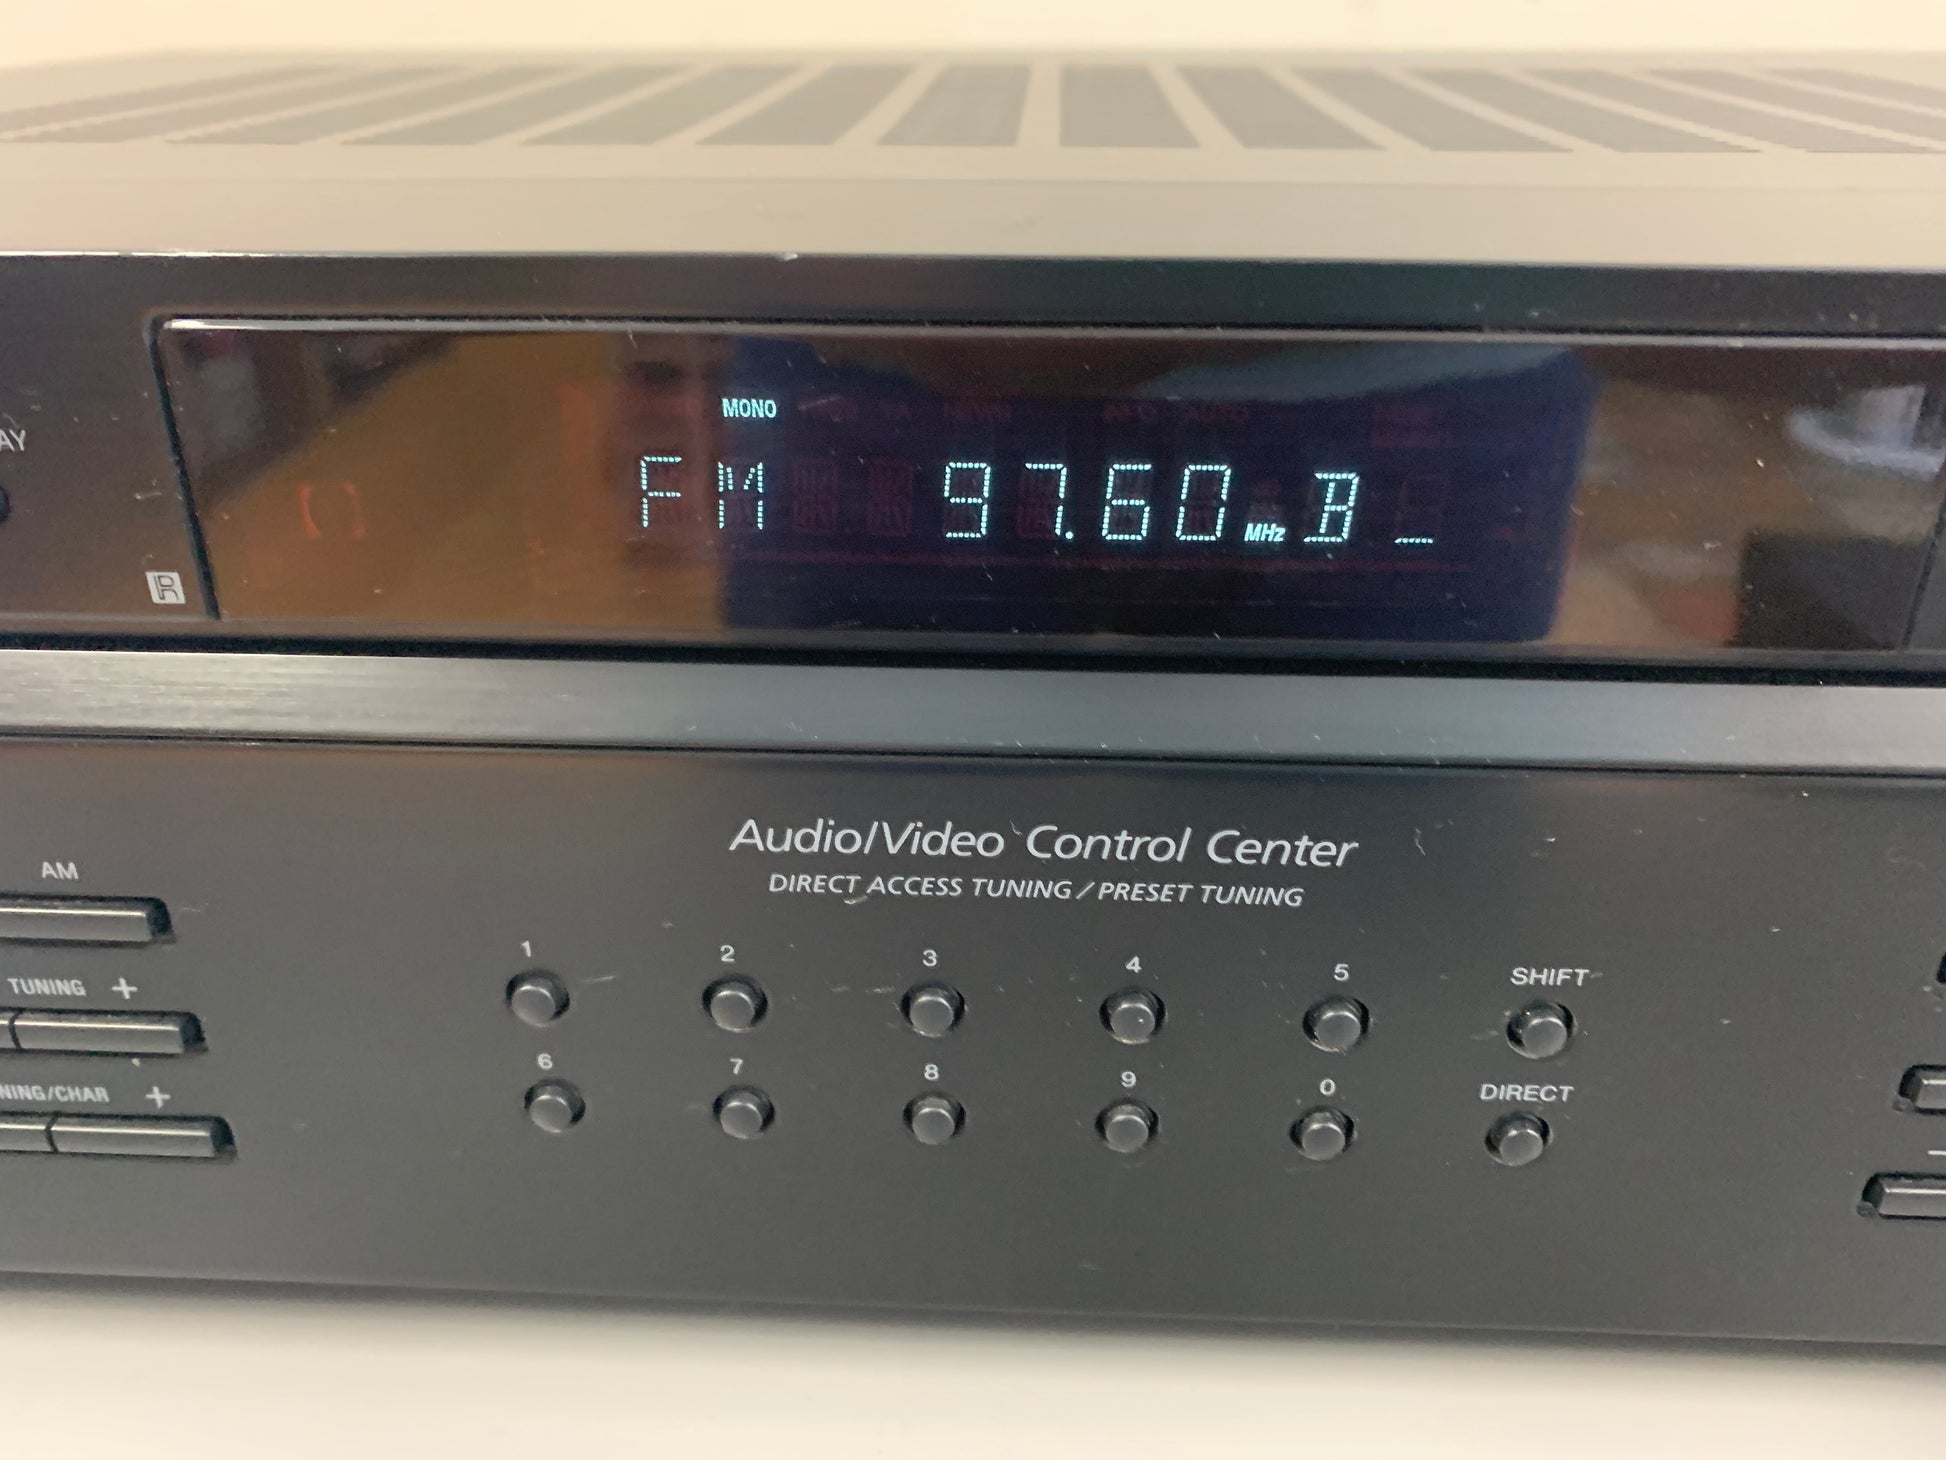 AY
MONO
FM 97.60 MHz B _
R
Audio/Video Control Center
DIRECT ACCESS TUNING / PRESET TUNING
AM
1 2 3 4 5 SHIFT
TUNING +
6 7 8 9 0 DIRECT
NING/CHAR +